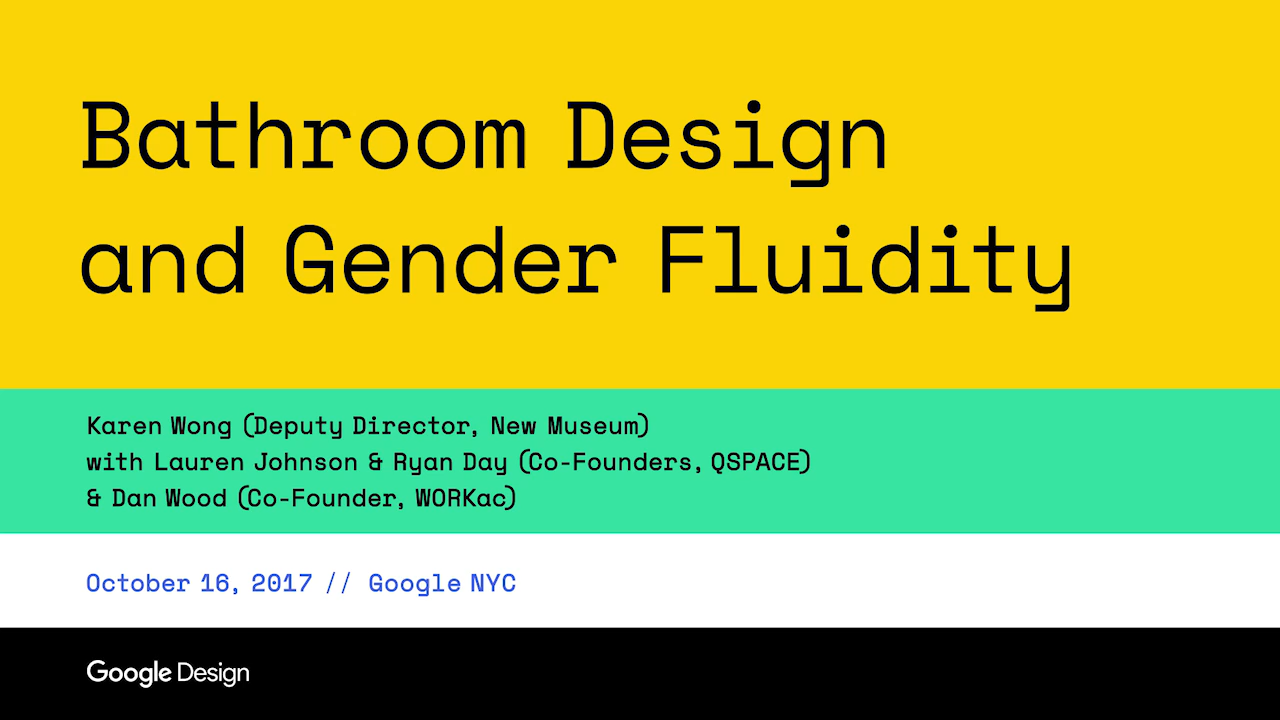 Bathroom Design
and Gender Fluidity
Karen Wong (Deputy Director, New Museum)
with Lauren Johnson & Ryan Day (Co-Founders, QSPACE)
& Dan Wood (Co-Founder, WORKac)
October 16, 2017 // Google NYC
Google Design